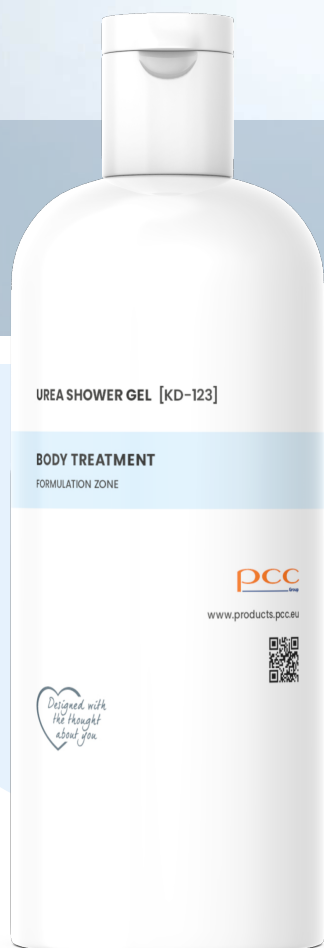 UREA SHOWER GEL [KD-123]
BODY TREATMENT
FORMULATION ZONE
pcc
Group
www.products.pcc.eu
Designed with
the thought
about you